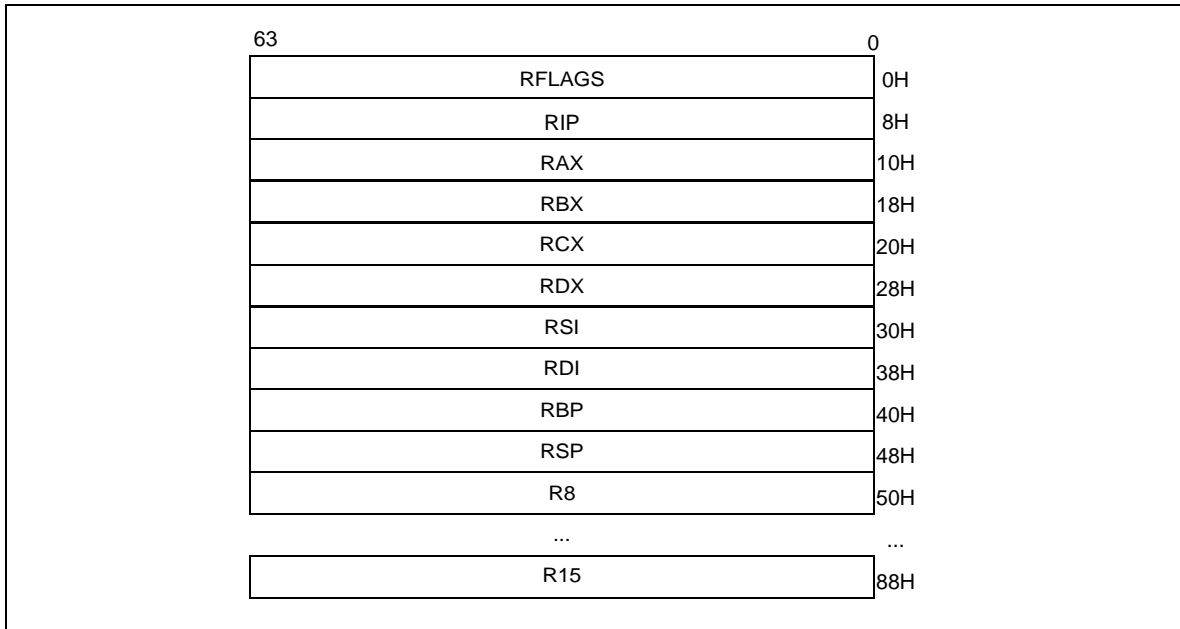 63 0
RFLAGS 0H
RIP 8H
RAX 10H
RBX 18H
RCX 20H
RDX 28H
RSI 30H
RDI 38H
RBP 40H
RSP 48H
R8 50H
... ...
R15 88H